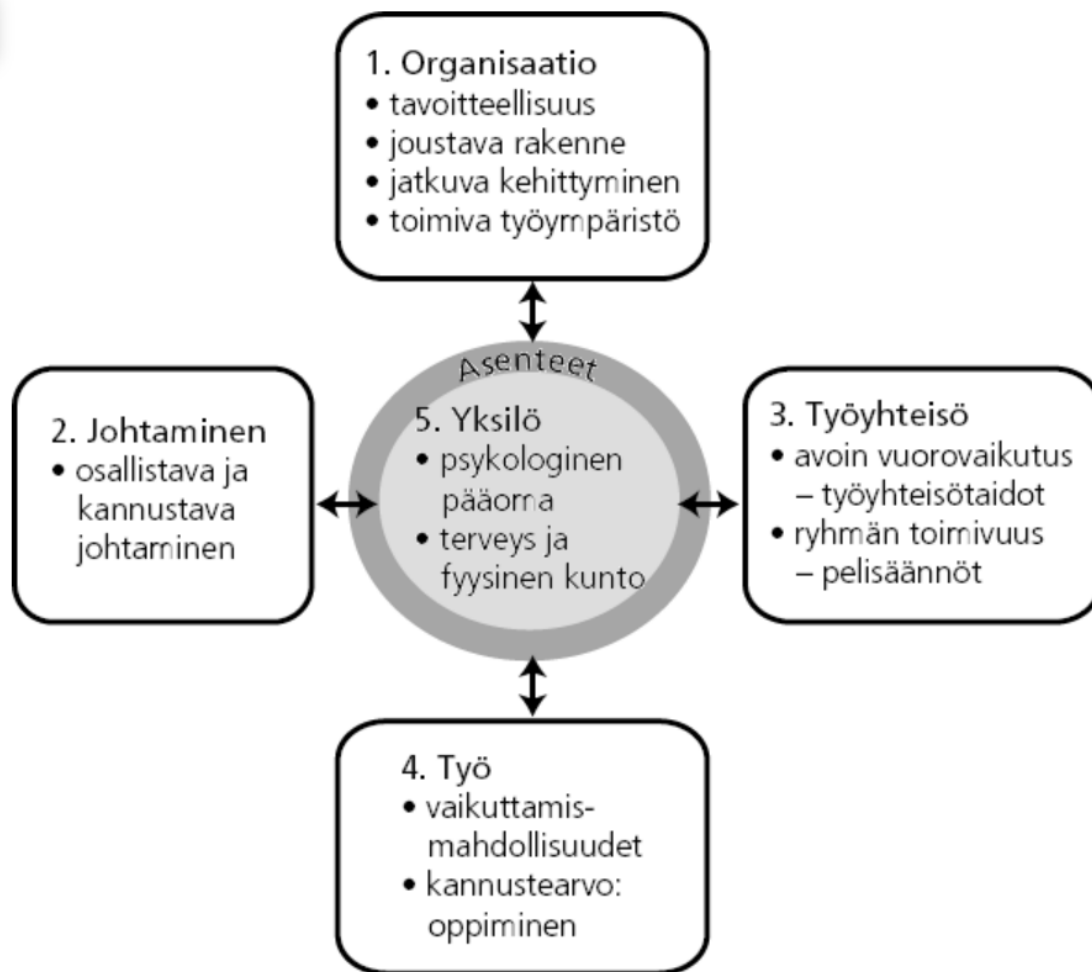 1. Organisaatio
• tavoitteellisuus
• joustava rakenne
• jatkuva kehittyminen
• toimiva työympäristö
2. Johtaminen
• osallistava ja
kannustava
johtaminen
Asenteet
5. Yksilö
• psykologinen
pääoma
• terveys ja
fyysinen kunto
3. Työyhteisö
• avoin vuorovaikutus
– työyhteisötaidot
• ryhmän toimivuus
– pelisäännöt
4. Työ
• vaikuttamis-
mahdollisuudet
• kannustearvo:
oppiminen